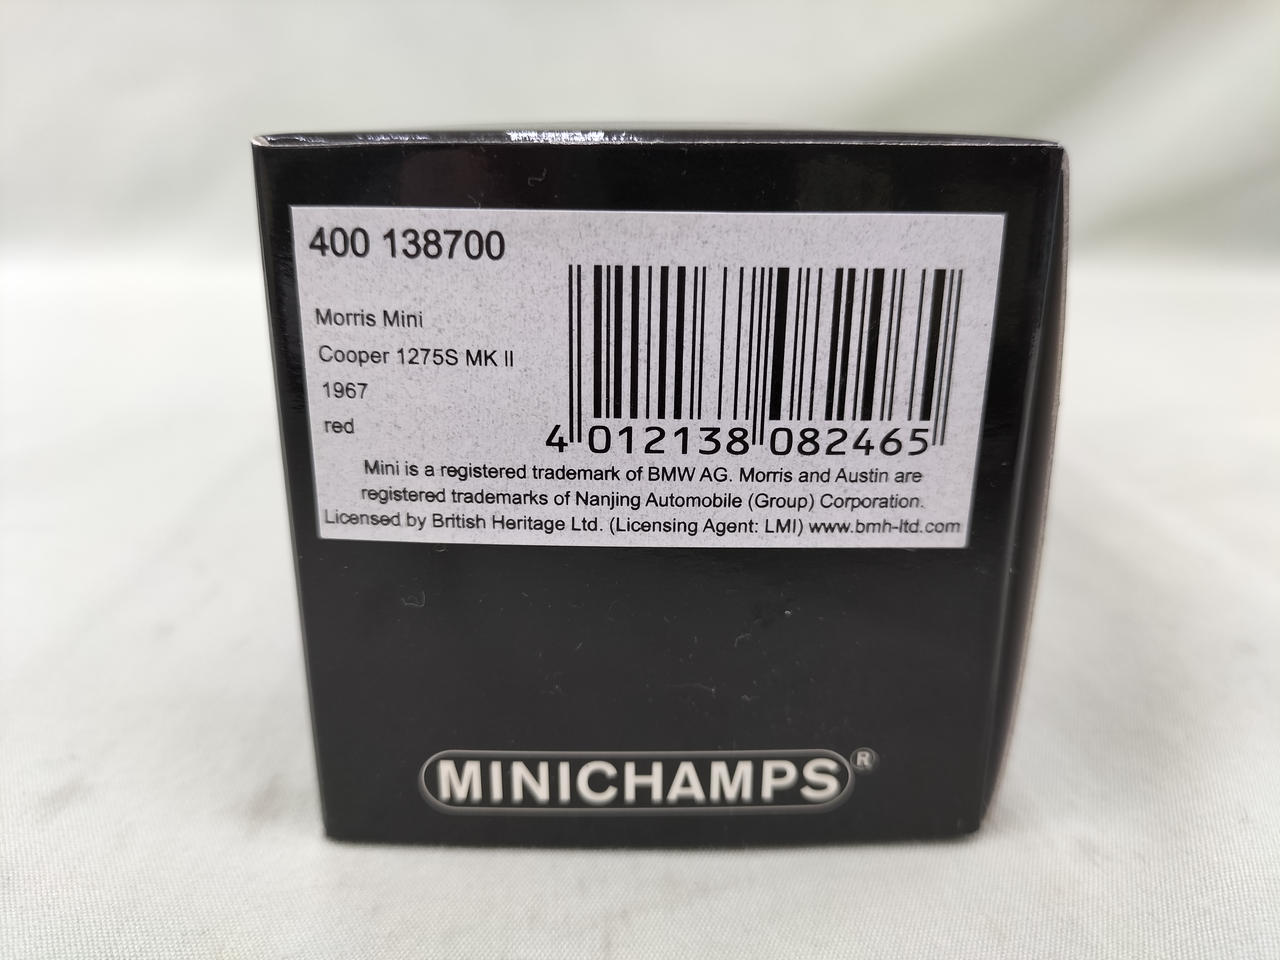 400 138700
Morris Mini
Cooper 1275S MK II
1967
red
4 012138 082465
Mini is a registered trademark of BMW AG. Morris and Austin are
registered trademarks of Nanjing Automobile (Group) Corporation.
Licensed by British Heritage Ltd. (Licensing Agent: LMI) www.bmh-ltd.com
MINICHAMPS®